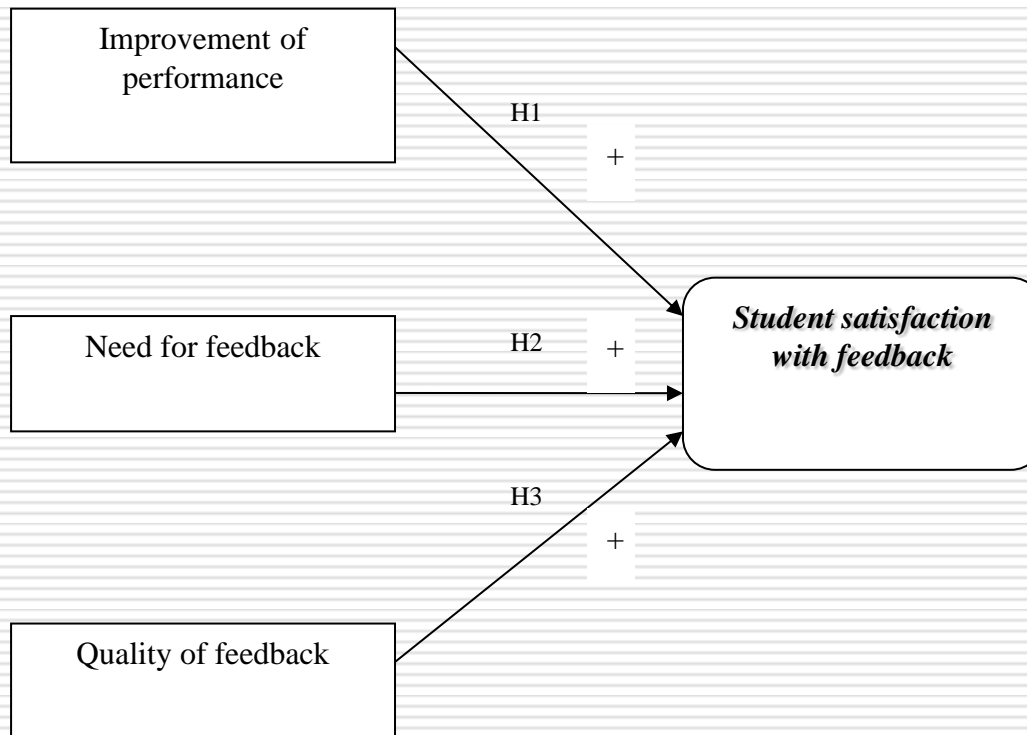 Improvement of
performance
H1
+
Need for feedback
H2
+
Student satisfaction
with feedback
H3
+
Quality of feedback